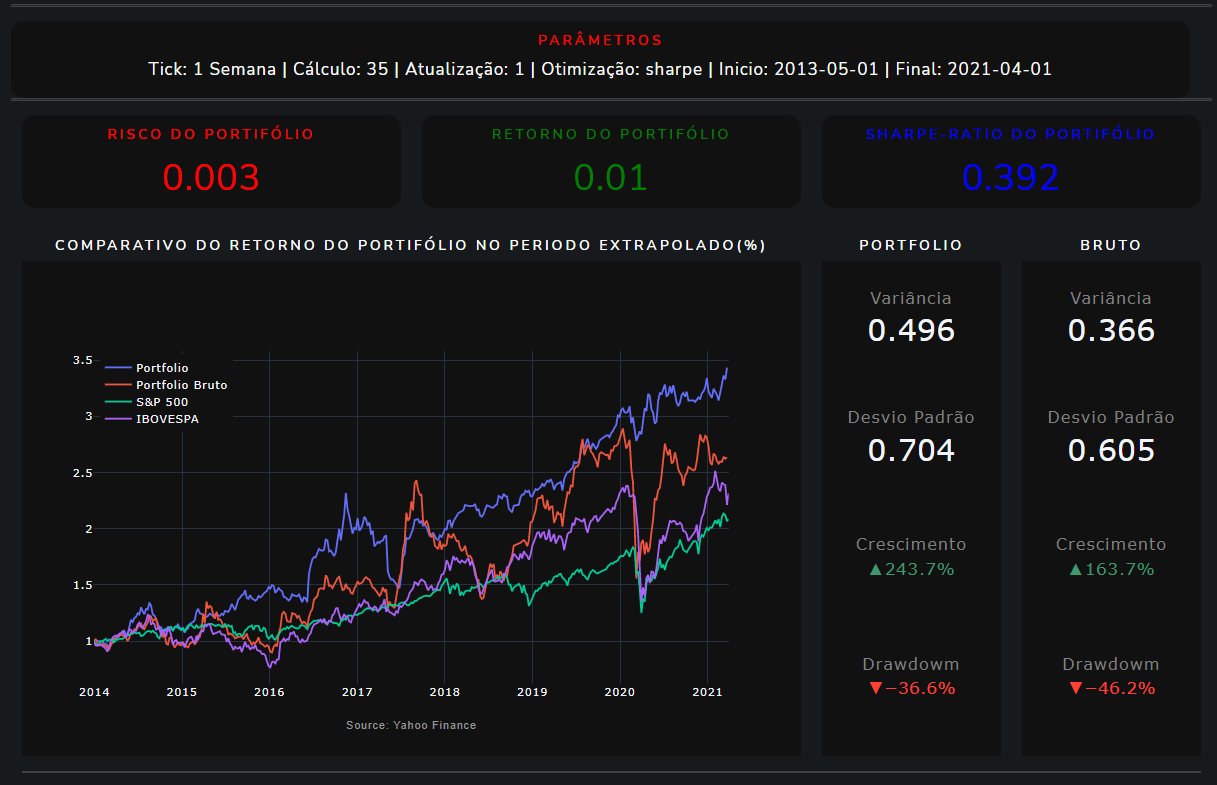 PARÂMETROS
Tick: 1 Semana | Cálculo: 35 | Atualização: 1 | Otimização: sharpe | Inicio: 2013-05-01 | Final: 2021-04-01
RISCO DO PORTIFÓLIO
0.003
RETORNO DO PORTIFÓLIO
0.01
SHARPE-RATIO DO PORTIFÓLIO
0.392
COMPARATIVO DO RETORNO DO PORTIFÓLIO NO PERIODO EXTRAPOLADO(%)
3.5
3
2.5
2
1.5
1
Portfolio
Portfolio Bruto
S&P 500
IBOVESPA
2014 2015 2016 2017 2018 2019 2020 2021
Source: Yahoo Finance
PORTFOLIO
Variância
0.496
Desvio Padrão
0.704
Crescimento
▲243.7%
Drawdowm
▼−36.6%
BRUTO
Variância
0.366
Desvio Padrão
0.605
Crescimento
▲163.7%
Drawdowm
▼−46.2%